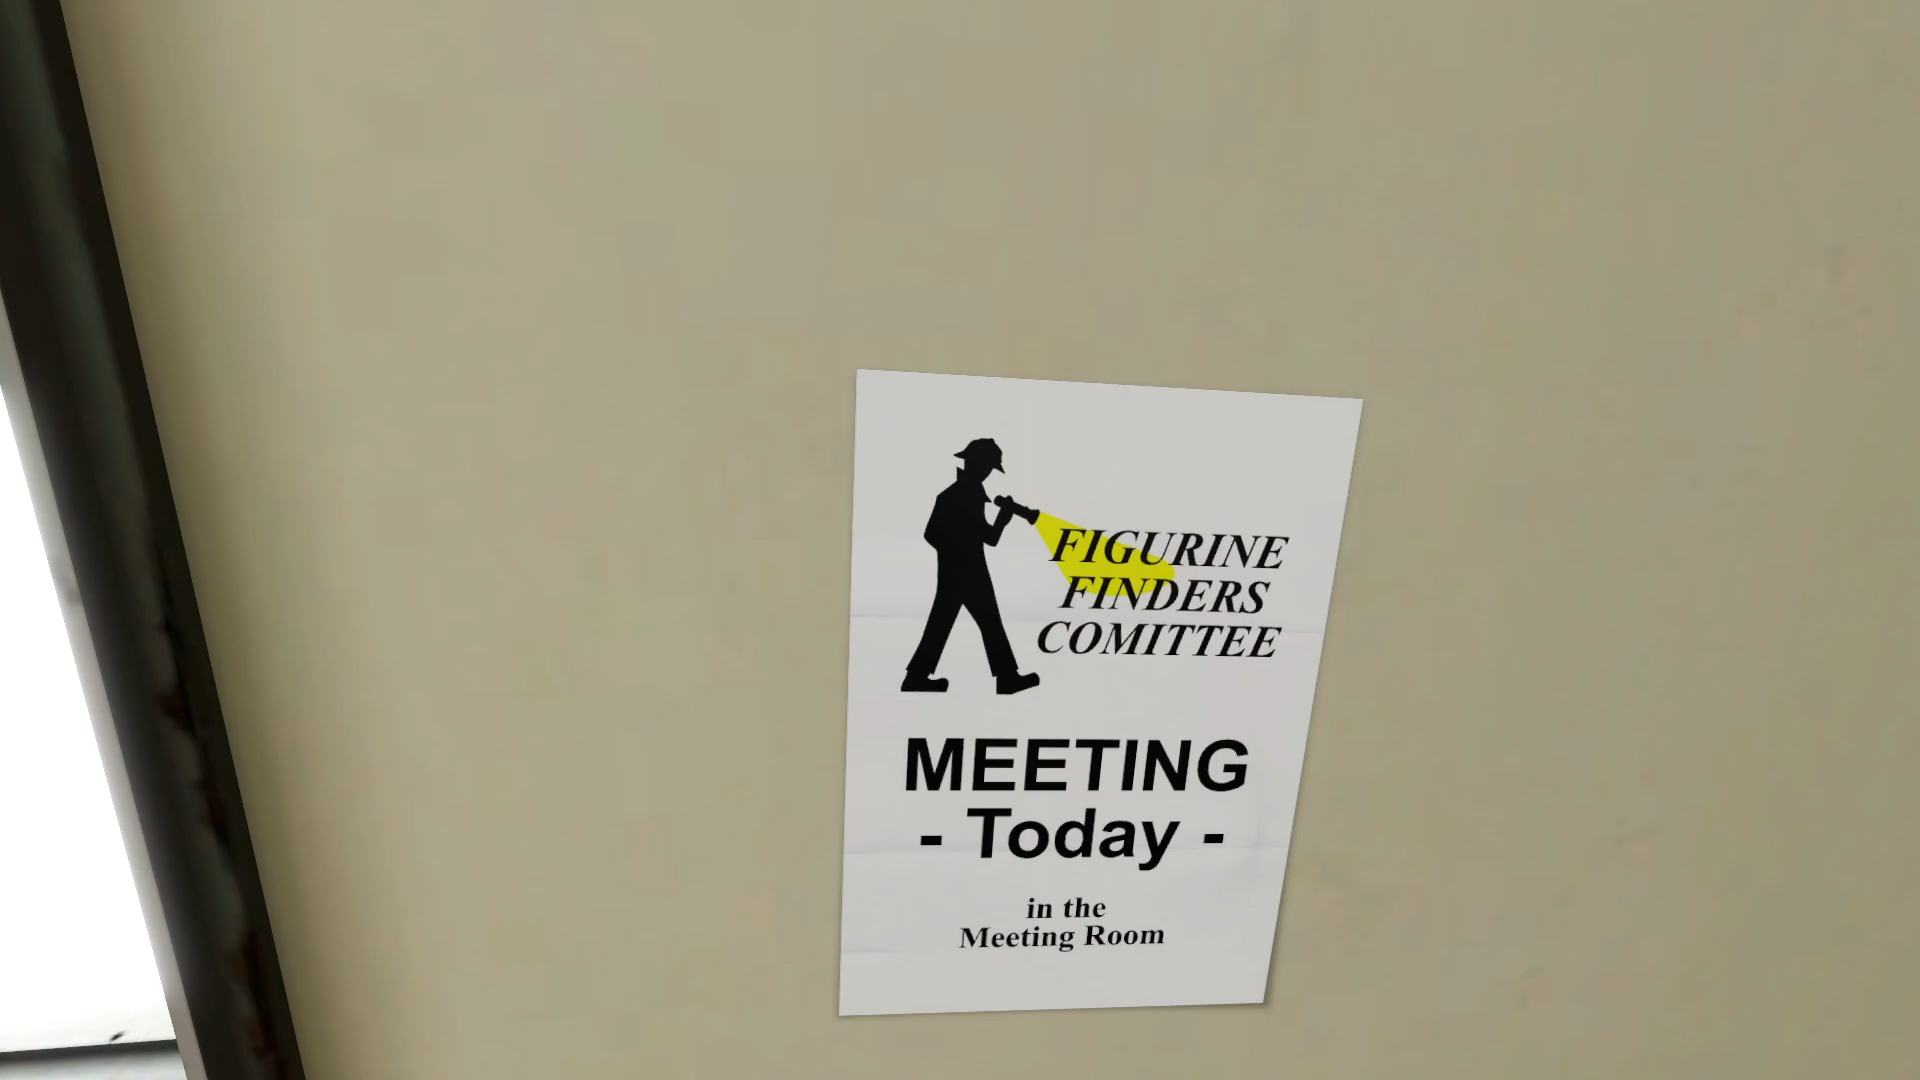 FIGURINE
FINDERS
COMITTEE
MEETING
- Today -
in the
Meeting Room